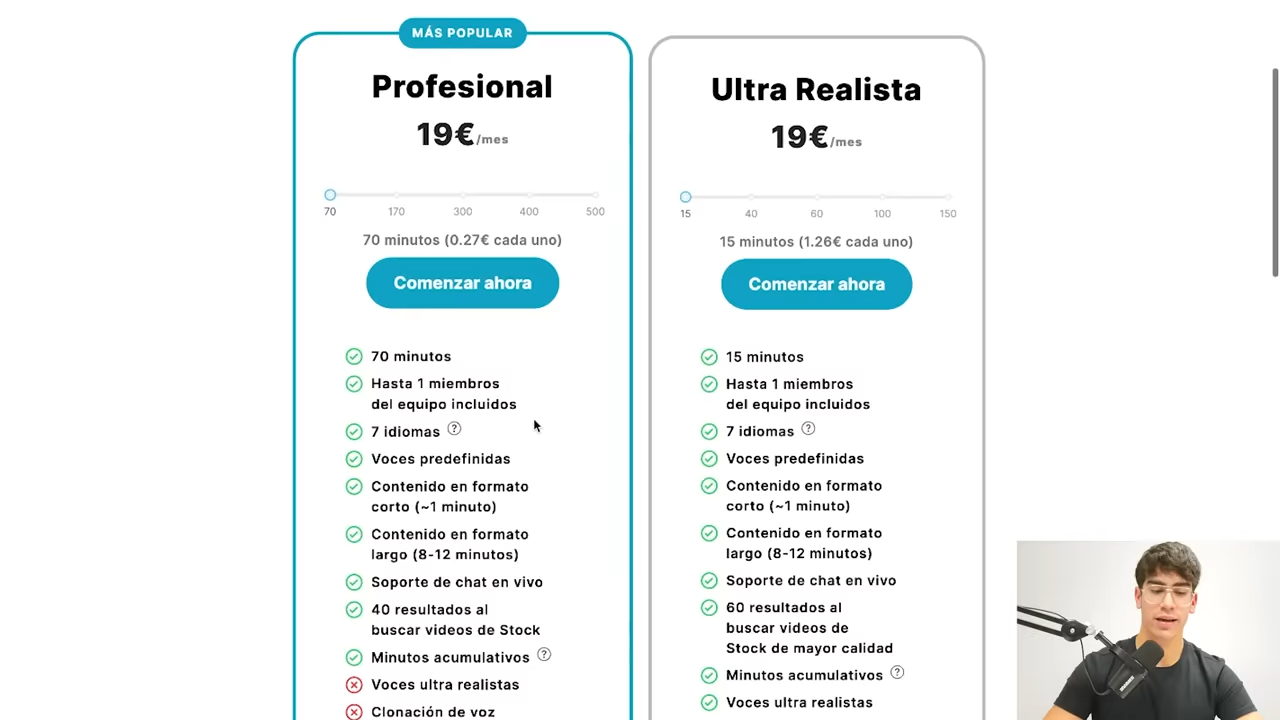 MÁS POPULAR
Profesional
19€/mes
70 170 300 400 500
70 minutos (0.27€ cada uno)
Comenzar ahora
70 minutos
Hasta 1 miembros
del equipo incluidos
7 idiomas ?
Voces predefinidas
Contenido en formato
corto (~1 minuto)
Contenido en formato
largo (8-12 minutos)
Soporte de chat en vivo
40 resultados al
buscar videos de Stock
Minutos acumulativos ?
Voces ultra realistas
Clonación de voz
Ultra Realista
19€/mes
15 40 60 100 150
15 minutos (1.26€ cada uno)
Comenzar ahora
15 minutos
Hasta 1 miembros
del equipo incluidos
7 idiomas ?
Voces predefinidas
Contenido en formato
corto (~1 minuto)
Contenido en formato
largo (8-12 minutos)
Soporte de chat en vivo
60 resultados al
buscar videos de
Stock de mayor calidad
Minutos acumulativos ?
Voces ultra realistas